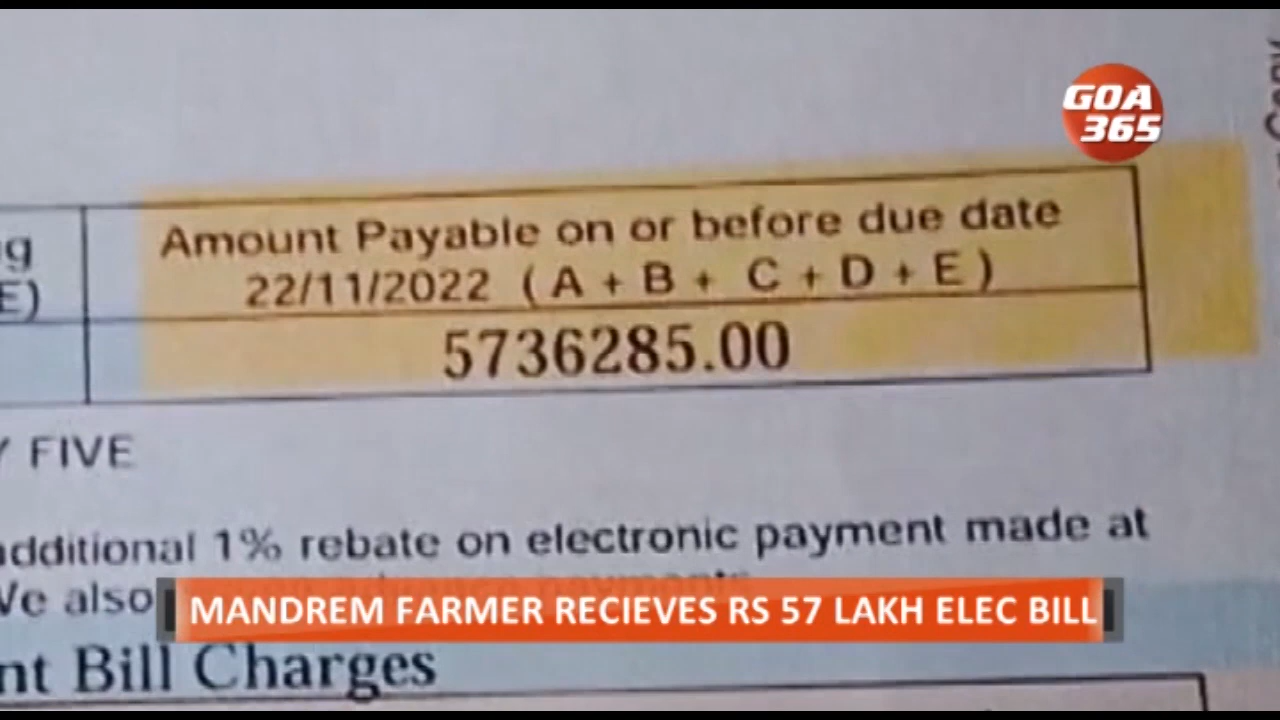 GOA
365
g
E)
Amount Payable on or before due date
22/11/2022 ( A + B + C + D + E )
5736285.00
Y FIVE
additional 1% rebate on electronic payment made at
We also
MANDREM FARMER RECIEVES RS 57 LAKH ELEC BILL
nt Bill Charges